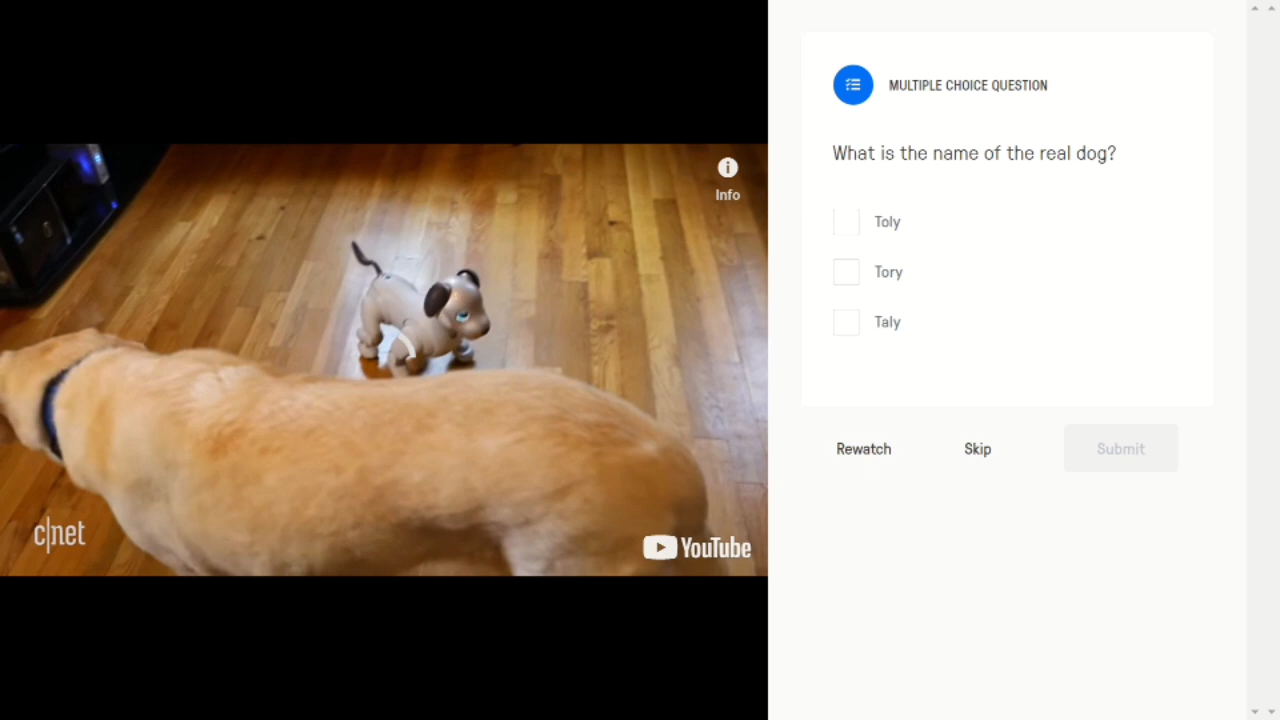 Info
c|net
YouTube
MULTIPLE CHOICE QUESTION
What is the name of the real dog?
Toly
Tory
Taly
Rewatch
Skip
Submit